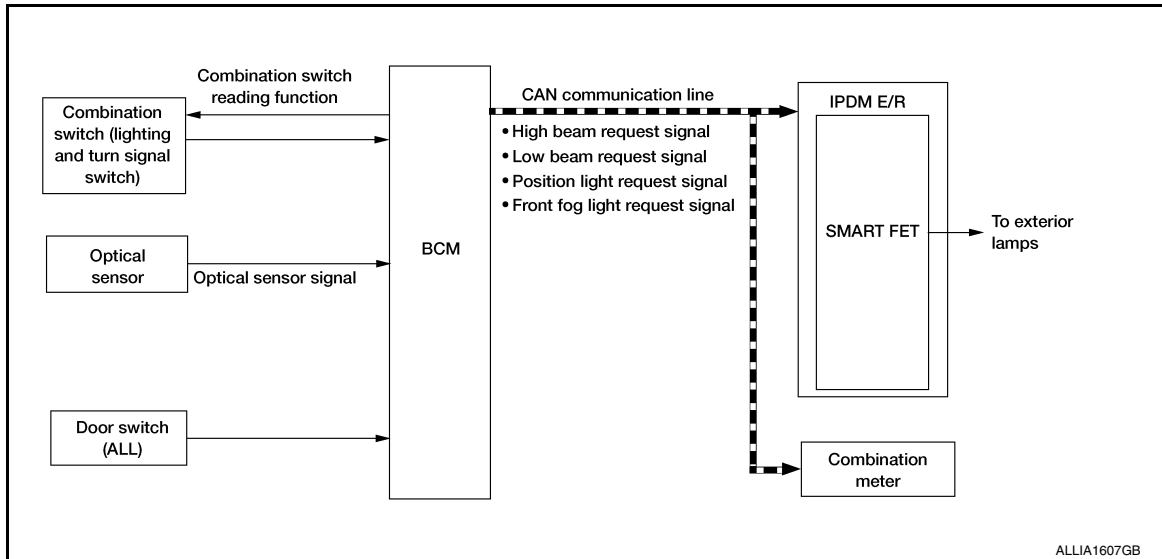 Combination switch
reading function
Combination
switch (lighting
and turn signal
switch)
Optical
sensor
Optical sensor signal
Door switch
(ALL)
BCM
CAN communication line
• High beam request signal
• Low beam request signal
• Position light request signal
• Front fog light request signal
IPDM E/R
SMART FET
To exterior
lamps
Combination
meter
ALLIA1607GB